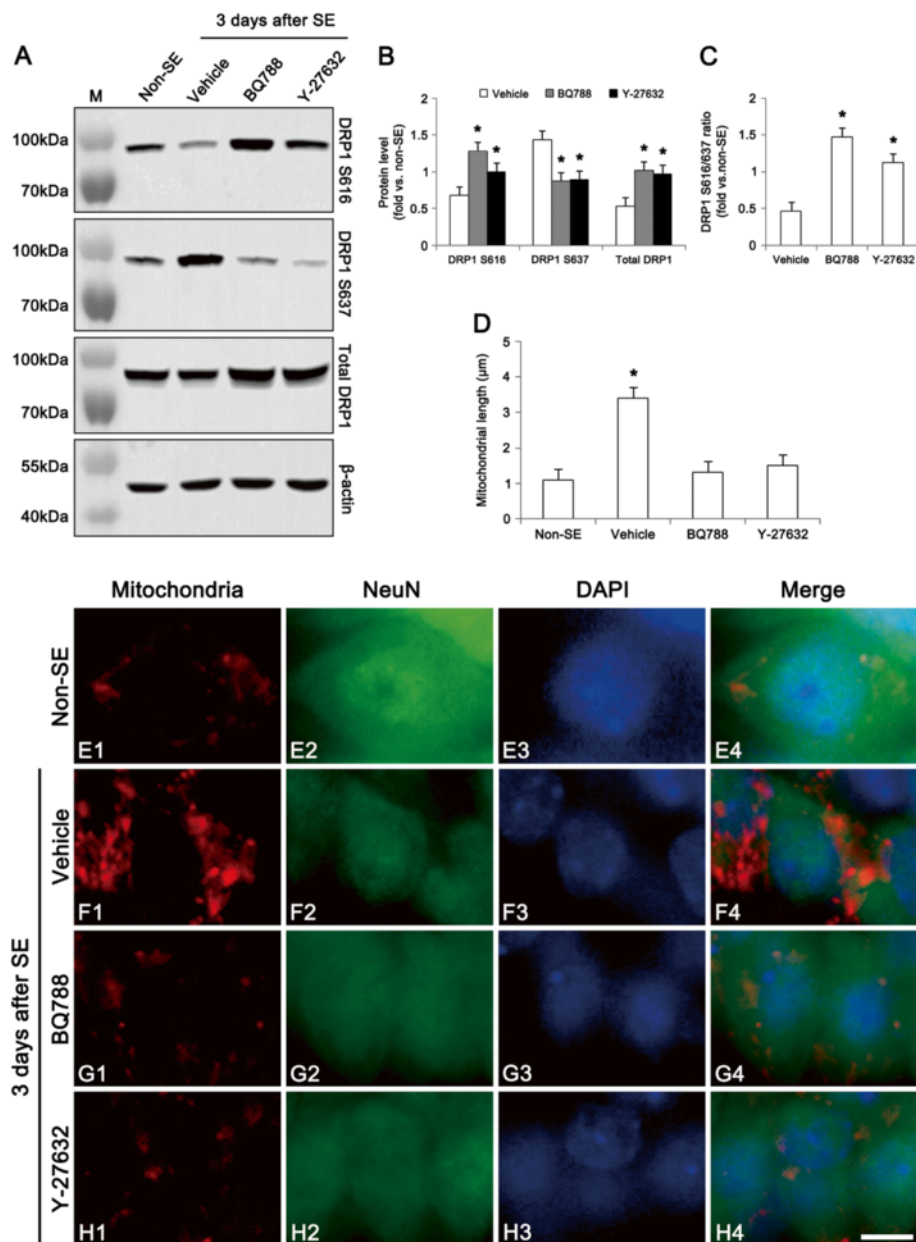 3 days after SE
A
M
Non-SE
Vehicle
BQ788
Y-27632
100kDa
70kDa
DRP1 S616
100kDa
70kDa
DRP1 S637
100kDa
70kDa
Total DRP1
55kDa
40kDa
β-actin
B
Vehicle
BQ788
Y-27632
Protein level
(fold vs. non-SE)
2
1.5
1
0.5
0
* * * * * *
DRP1 S616
DRP1 S637
Total DRP1
C
DRP1 S616/637 ratio
(fold vs.non-SE)
2
1.5
1
0.5
0
* *
Vehicle
BQ788
Y-27632
D
Mitochondrial length (µm)
5
4
3
2
1
0
*
Non-SE
Vehicle
BQ788
Y-27632
Mitochondria
NeuN
DAPI
Merge
Non-SE
E1
E2
E3
E4
3 days after SE
Vehicle
F1
F2
F3
F4
BQ788
G1
G2
G3
G4
Y-27632
H1
H2
H3
H4